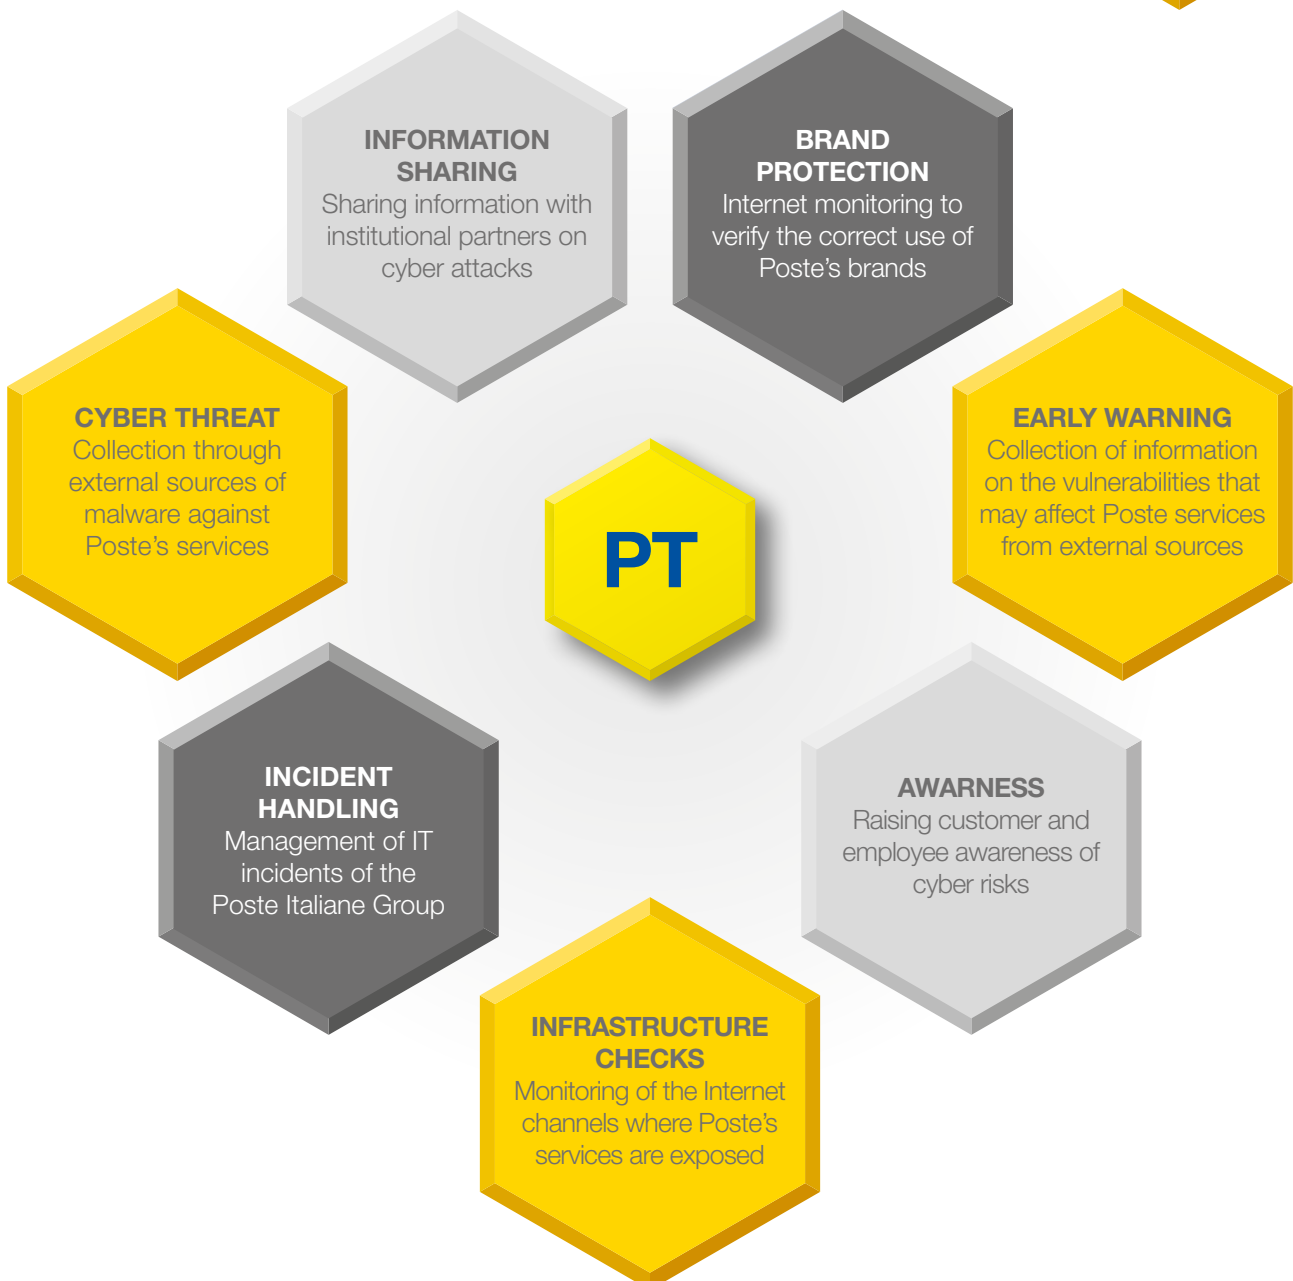 INFORMATION
SHARING
Sharing information with
institutional partners on
cyber attacks
BRAND
PROTECTION
Internet monitoring to
verify the correct use of
Poste's brands
CYBER THREAT
Collection through
external sources of
malware against
Poste's services
PT
EARLY WARNING
Collection of information
on the vulnerabilities that
may affect Poste services
from external sources
INCIDENT
HANDLING
Management of IT
incidents of the
Poste Italiane Group
AWARNESS
Raising customer and
employee awareness of
cyber risks
INFRASTRUCTURE
CHECKS
Monitoring of the Internet
channels where Poste's
services are exposed